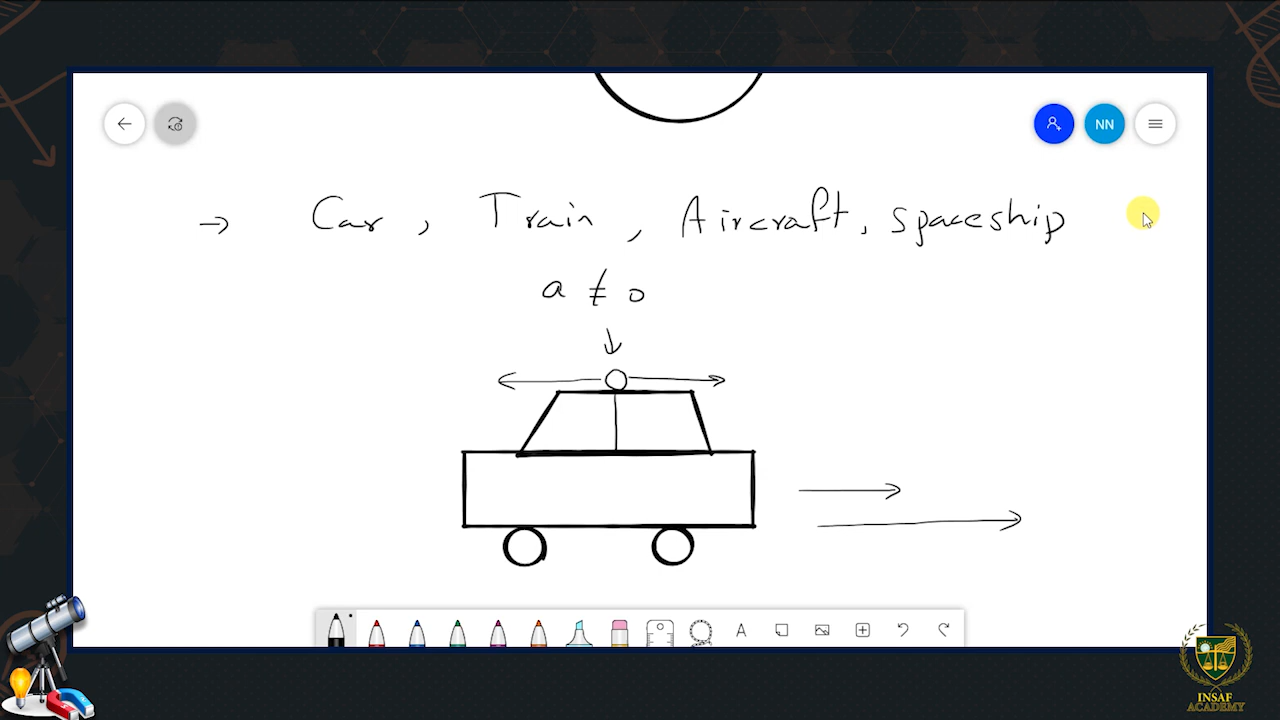 NN
→ Car, Train, Aircraft, spaceship
a ≠ 0
A
INSAF
ACADEMY